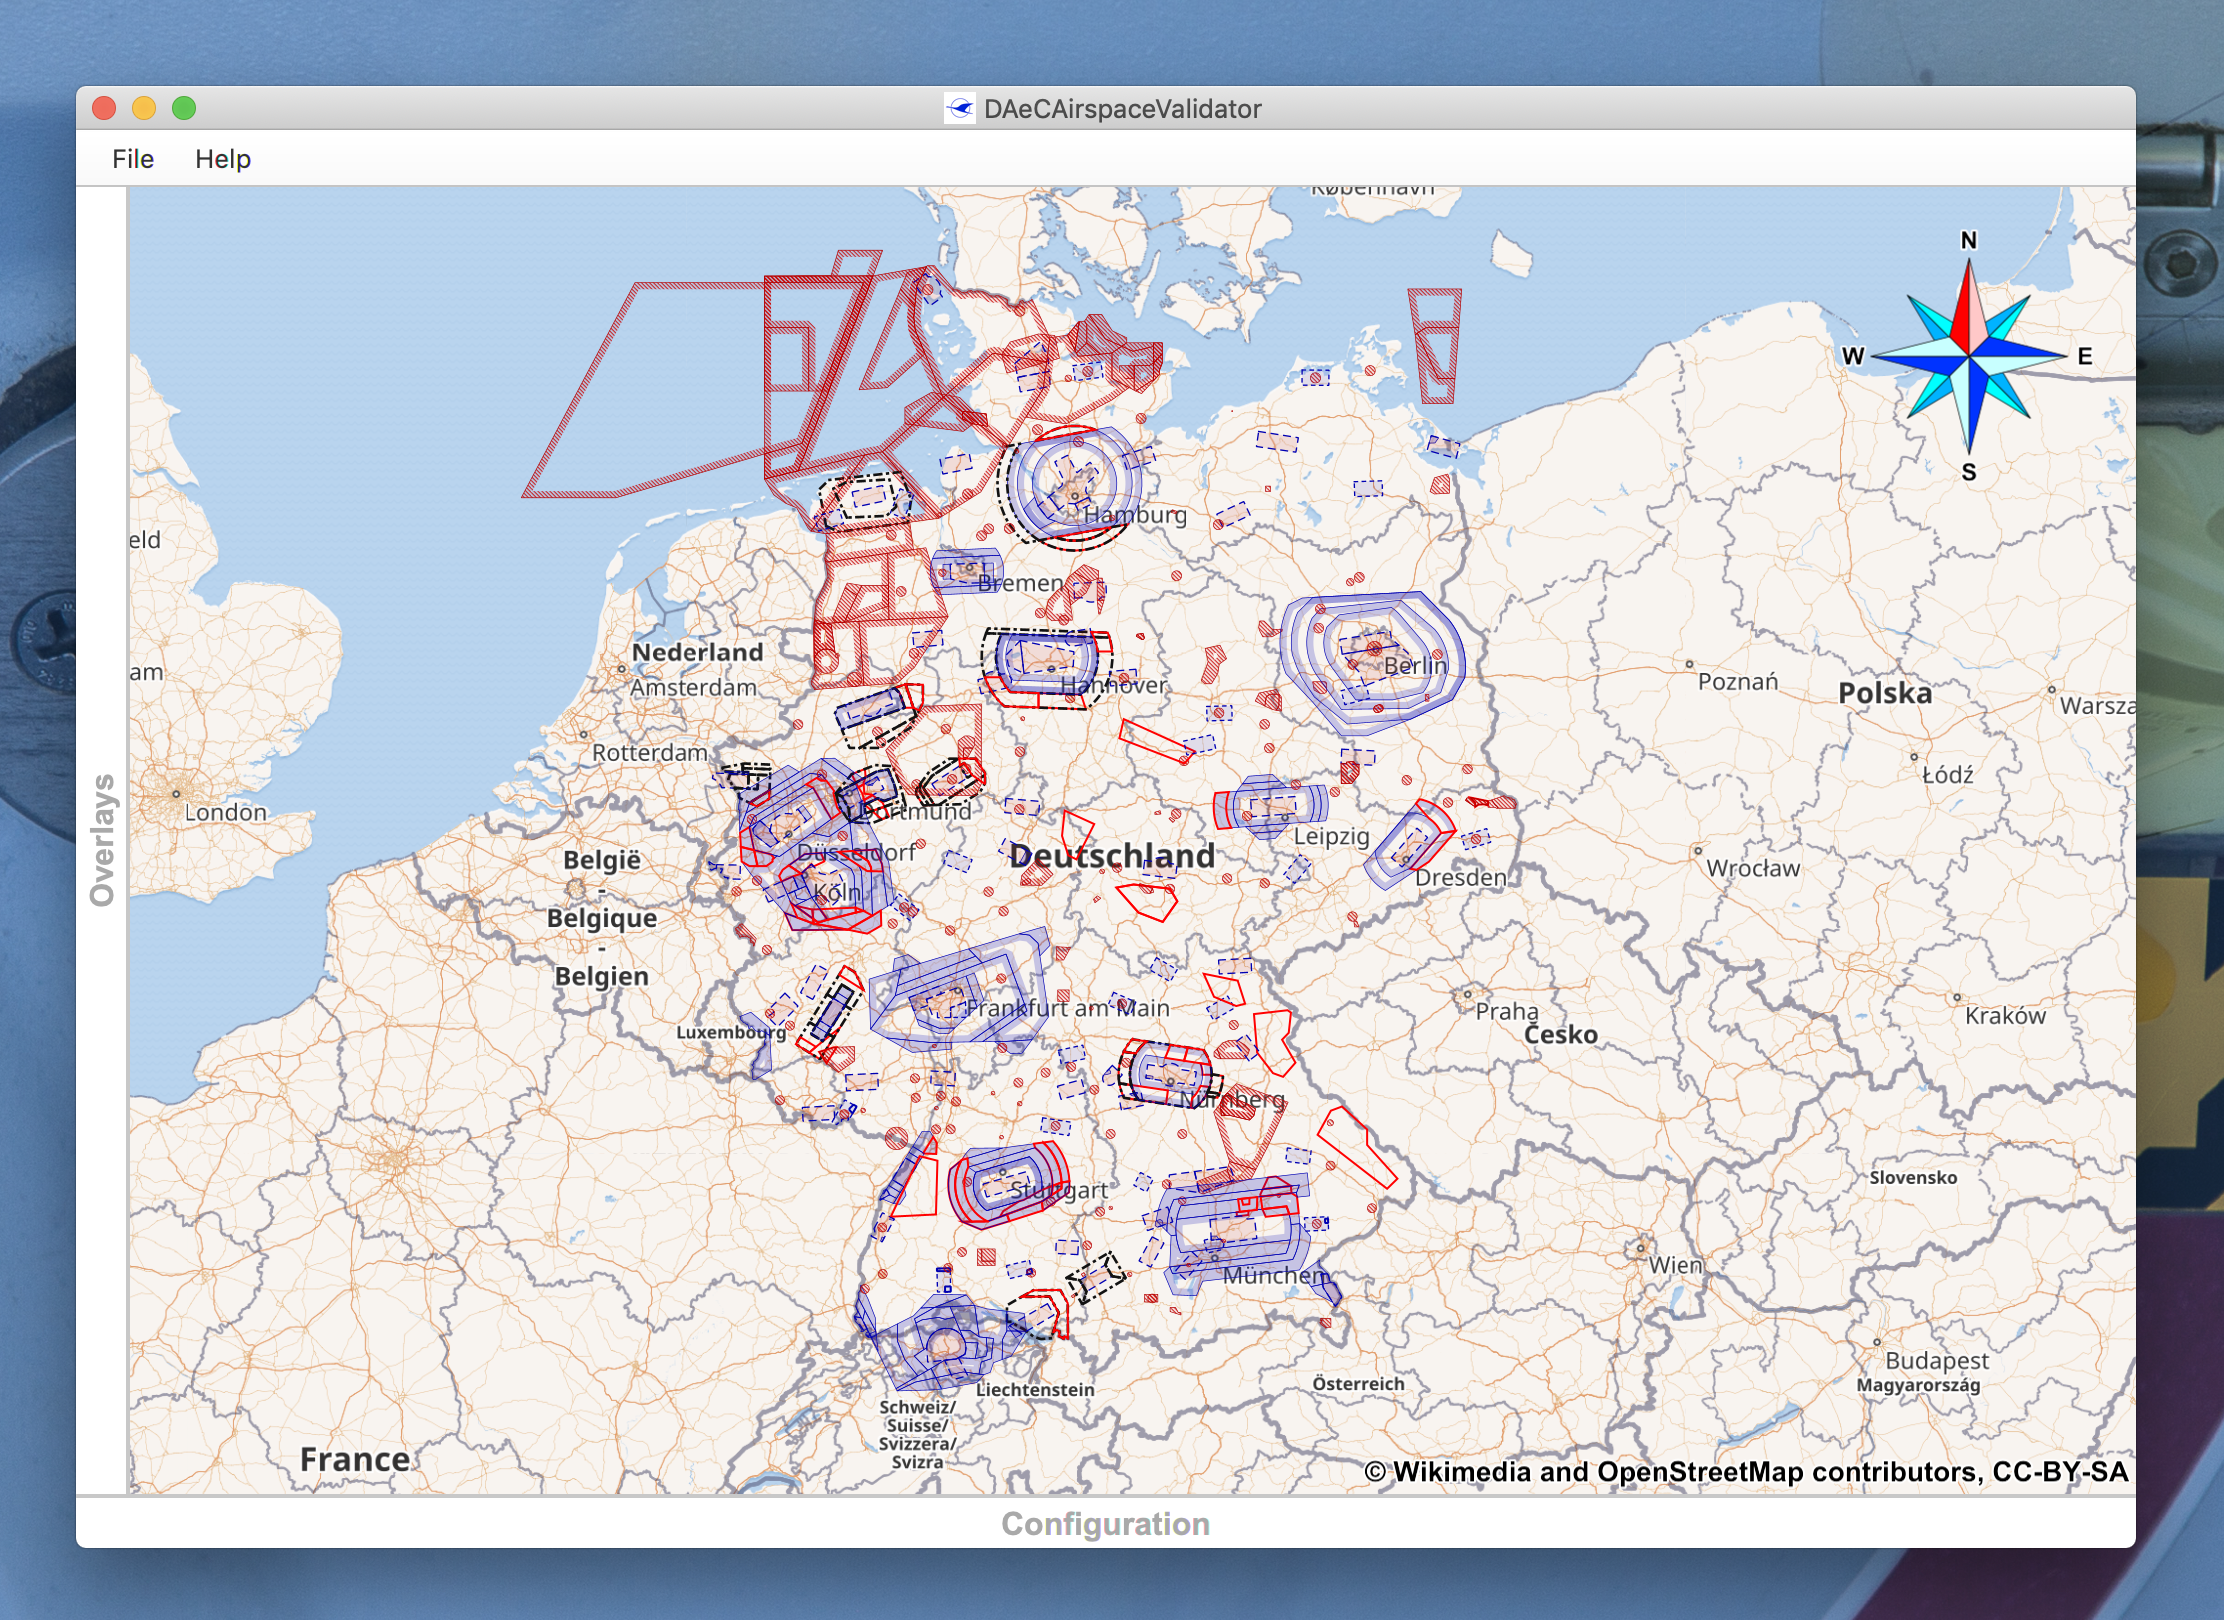 DAeCAirspaceValidator
File Help
København
N
W E
S
Hamburg
eld
Bremen
Nederland
Amsterdam
am
Hannover
Berlin
Poznań
Polska
Warsza
Rotterdam
Łódź
London
Dortmund
Leipzig
België
-
Belgique
-
Belgien
Düsseldorf
Deutschland
Wrocław
Dresden
Köln
Frankfurt am Main
Luxembourg
Praha
Česko
Kraków
Nürnberg
Stuttgart
Slovensko
München
Wien
Liechtenstein
Österreich
Budapest
Magyarország
Schweiz/
Suisse/
Svizzera/
Svizra
France
© Wikimedia and OpenStreetMap contributors, CC-BY-SA
Overlays
Configuration